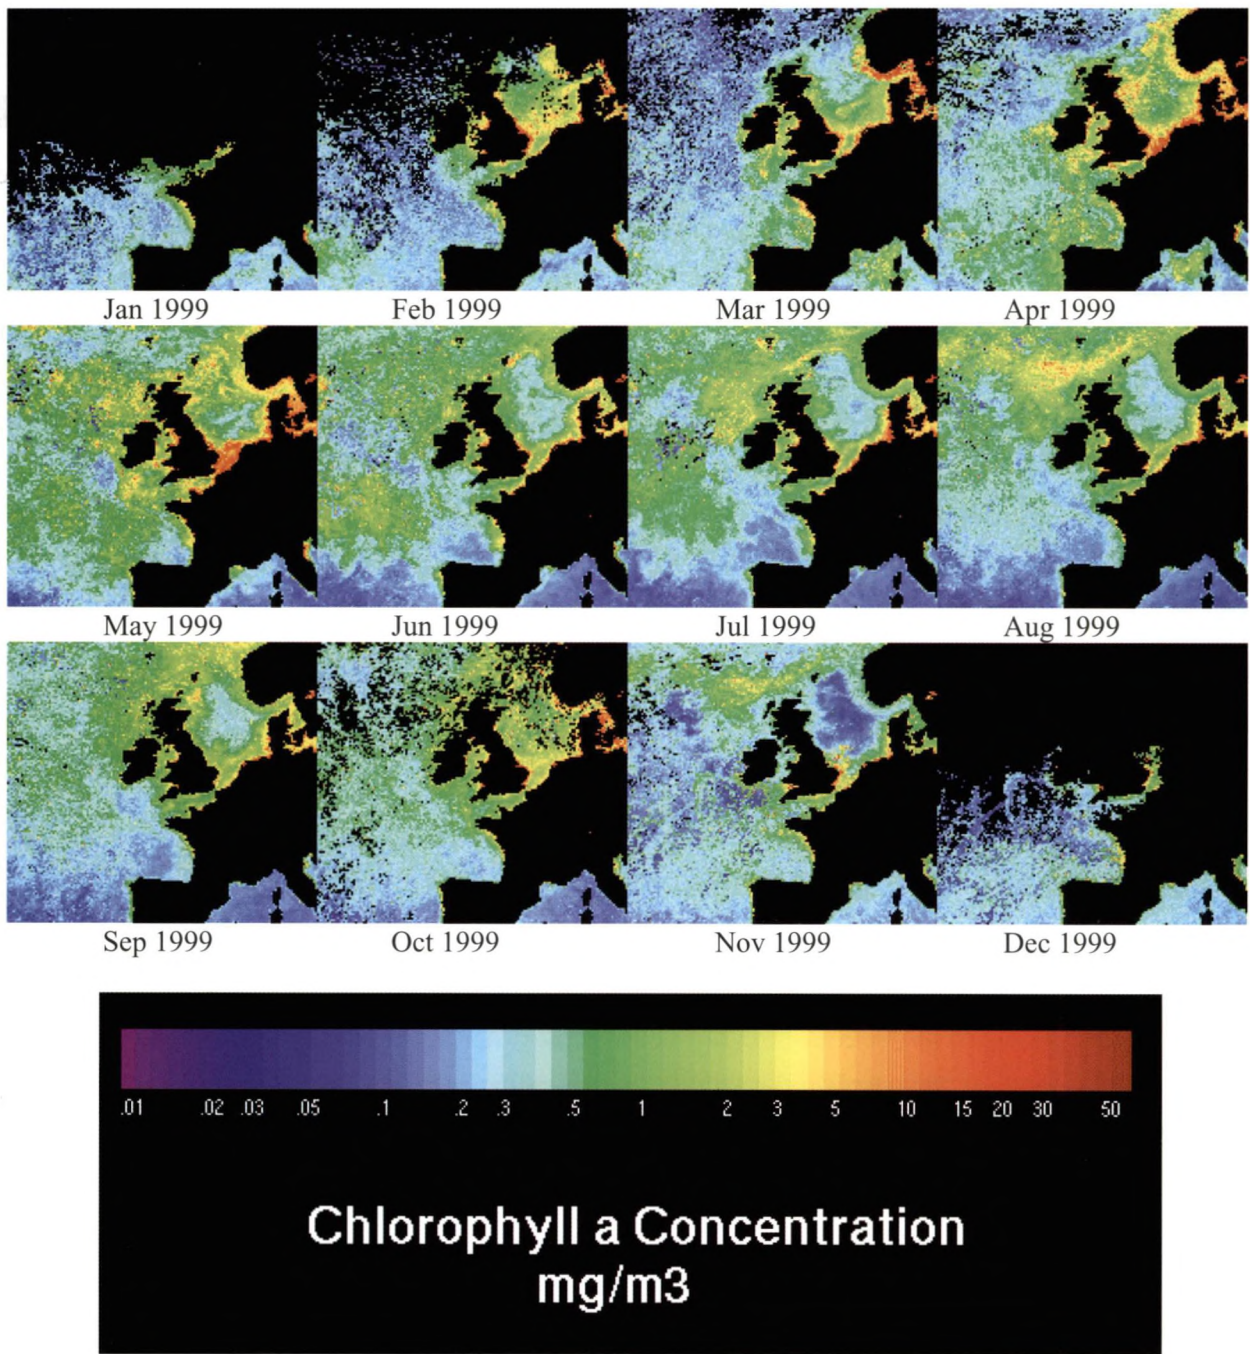 Jan 1999 Feb 1999 Mar 1999 Apr 1999
May 1999 Jun 1999 Jul 1999 Aug 1999
Sep 1999 Oct 1999 Nov 1999 Dec 1999
.01 .02 .03 .05 .1 .2 .3 .5 1 2 3 5 10 15 20 30 50
Chlorophyll a Concentration
mg/m3